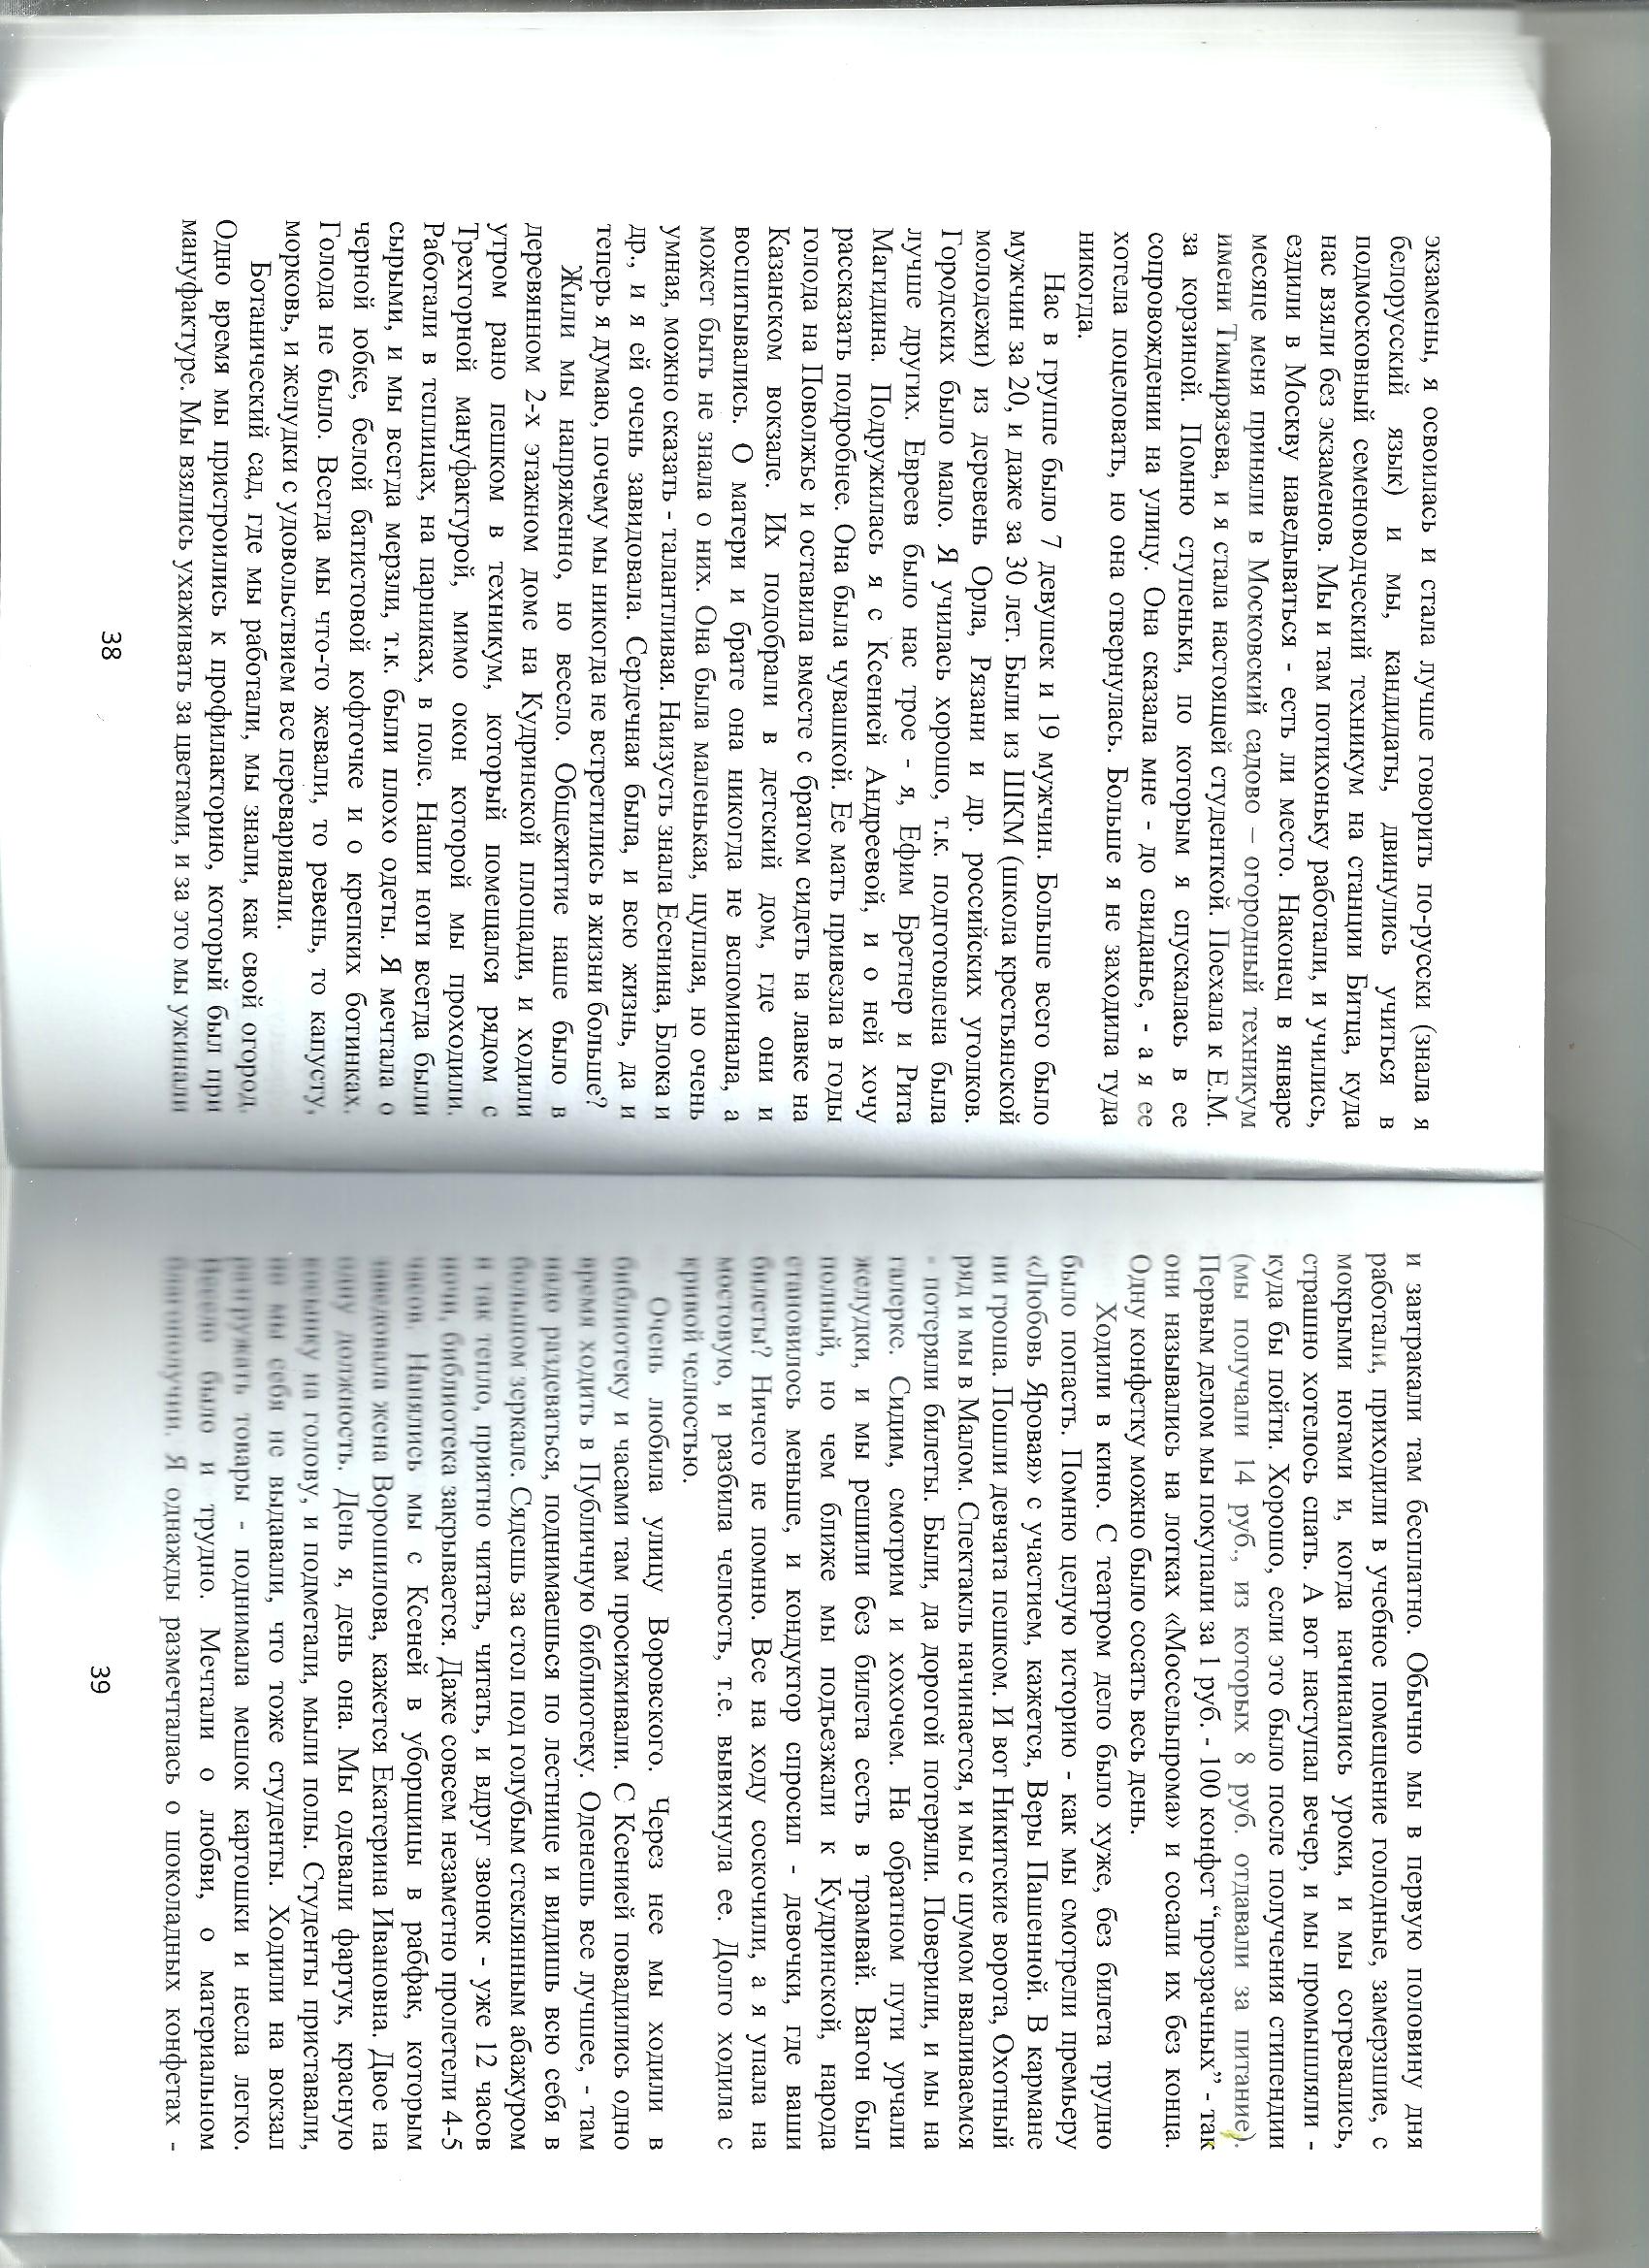 экзамены, я освоилась и стала лучше говорить по-русски (знала я
белорусский язык) и мы, кандидаты, двинулись учиться в
подмосковный семеноводческий техникум на станции Битца, куда
нас взяли без экзаменов. Мы и там потихоньку работали, и учились,
ездили в Москву наведываться - есть ли место. Наконец в январе
месяце меня приняли в Московский садово – огородный техникум
имени Тимирязева, и я стала настоящей студенткой. Поехала к Е.М.
за корзиной. Помню ступеньки, по которым я спускалась в ее
сопровождении на улицу. Она сказала мне - до свиданье, - а я ее
хотела поцеловать, но она отвернулась. Больше я не заходила туда
никогда.
Нас в группе было 7 девушек и 19 мужчин. Больше всего было
мужчин за 20, и даже за 30 лет. Были из ШКМ (школа крестьянской
молодежи) из деревень Орла, Рязани и др. российских уголков.
Городских было мало. Я училась хорошо, т.к. подготовлена была
лучше других. Евреев было нас трое - я, Ефим Бретнер и Рита
Магидина. Подружилась я с Ксенией Андреевой, и о ней хочу
рассказать подробнее. Она была чувашкой. Ее мать привезла в годы
голода на Поволжье и оставила вместе с братом сидеть на лавке на
Казанском вокзале. Их подобрали в детский дом, где они и
воспитывались. О матери и брате она никогда не вспоминала, а
может быть не знала о них. Она была маленькая, щуплая, но очень
умная, можно сказать - талантливая. Наизусть знала Есенина, Блока и
др., и я ей очень завидовала. Сердечная была, и всю жизнь, да и
теперь я думаю, почему мы никогда не встретились в жизни больше?
Жили мы напряженно, но весело. Общежитие наше было в
деревянном 2-х этажном доме на Кудринской площади, и ходили
утром рано пешком в техникум, который помещался рядом с
Трехгорной мануфактурой, мимо окон которой мы проходили.
Работали в теплицах, на парниках, в поле. Наши ноги всегда были
сырыми, и мы всегда мерзли, т.к. были плохо одеты. Я мечтала о
черной юбке, белой батистовой кофточке и о крепких ботинках.
Голода не было. Всегда мы что-то жевали, то ревень, то капусту,
морковь, и желудки с удовольствием все переваривали.
Ботанический сад, где мы работали, мы знали, как свой огород.
Одно время мы пристроились к профилакторию, который был при
мануфактуре. Мы взялись ухаживать за цветами, и за это мы ужинали
38
и завтракали там бесплатно. Обычно мы в первую половину дня
работали, приходили в учебное помещение голодные, замерзшие, с
мокрыми ногами и, когда начинались уроки, и мы согревались,
страшно хотелось спать. А вот наступал вечер, и мы промышляли -
куда бы пойти. Хорошо, если это было после получения стипендии
(мы получали 14 руб., из которых 8 руб. отдавали за питание).
Первым делом мы покупали за 1 руб. - 100 конфет “прозрачных” - так
они назывались на лотках «Моссельпрома» и сосали их без конца.
Одну конфетку можно было сосать весь день.
Ходили в кино. С театром дело было хуже, без билета трудно
было попасть. Помню целую историю - как мы смотрели премьеру
«Любовь Яровая» с участием, кажется, Веры Пашенной. В кармане
ни гроша. Пошли девчата пешком. И вот Никитские ворота, Охотный
ряд и мы в Малом. Спектакль начинается, и мы с шумом вваливаемся
- потеряли билеты. Были, да дорогой потеряли. Поверили, и мы на
галерке. Сидим, смотрим и хохочем. На обратном пути урчали
желудки, и мы решили без билета сесть в трамвай. Вагон был
полный, но чем ближе мы подъезжали к Кудринской, народа
становилось меньше, и кондуктор спросил - девочки, где ваши
билеты? Ничего не помню. Все на ходу соскочили, а я упала на
мостовую, и разбила челюсть, т.е. вывихнула ее. Долго ходила с
кривой челюстью.
Очень любила улицу Воровского. Через нее мы ходили в
библиотеку и часами там просиживали. С Ксенией повадились одно
время ходить в Публичную библиотеку. Оденешь все лучшее, - там
надо раздеваться, поднимаешься по лестнице и видишь всю себя в
большом зеркале. Сядешь за стол под голубым стеклянным абажуром
и так тепло, приятно читать, читать, и вдруг звонок - уже 12 часов
ночи, библиотека закрывается. Даже совсем незаметно пролетели 4-5
часов. Нанялись мы с Ксеней в уборщицы в рабфак, которым
заведовала жена Ворошилова, кажется Екатерина Ивановна. Двое на
одну должность. День я, день она. Мы одевали фартук, красную
косынку на голову, и подметали, мыли полы. Студенты приставали,
но мы себя не выдавали, что тоже студенты. Ходили на вокзал
разгружать товары - поднимала мешок картошки и несла легко.
Весело было и трудно. Мечтали о любви, о материальном
благополучии. Я однажды размечталась о шоколадных конфетах -
39